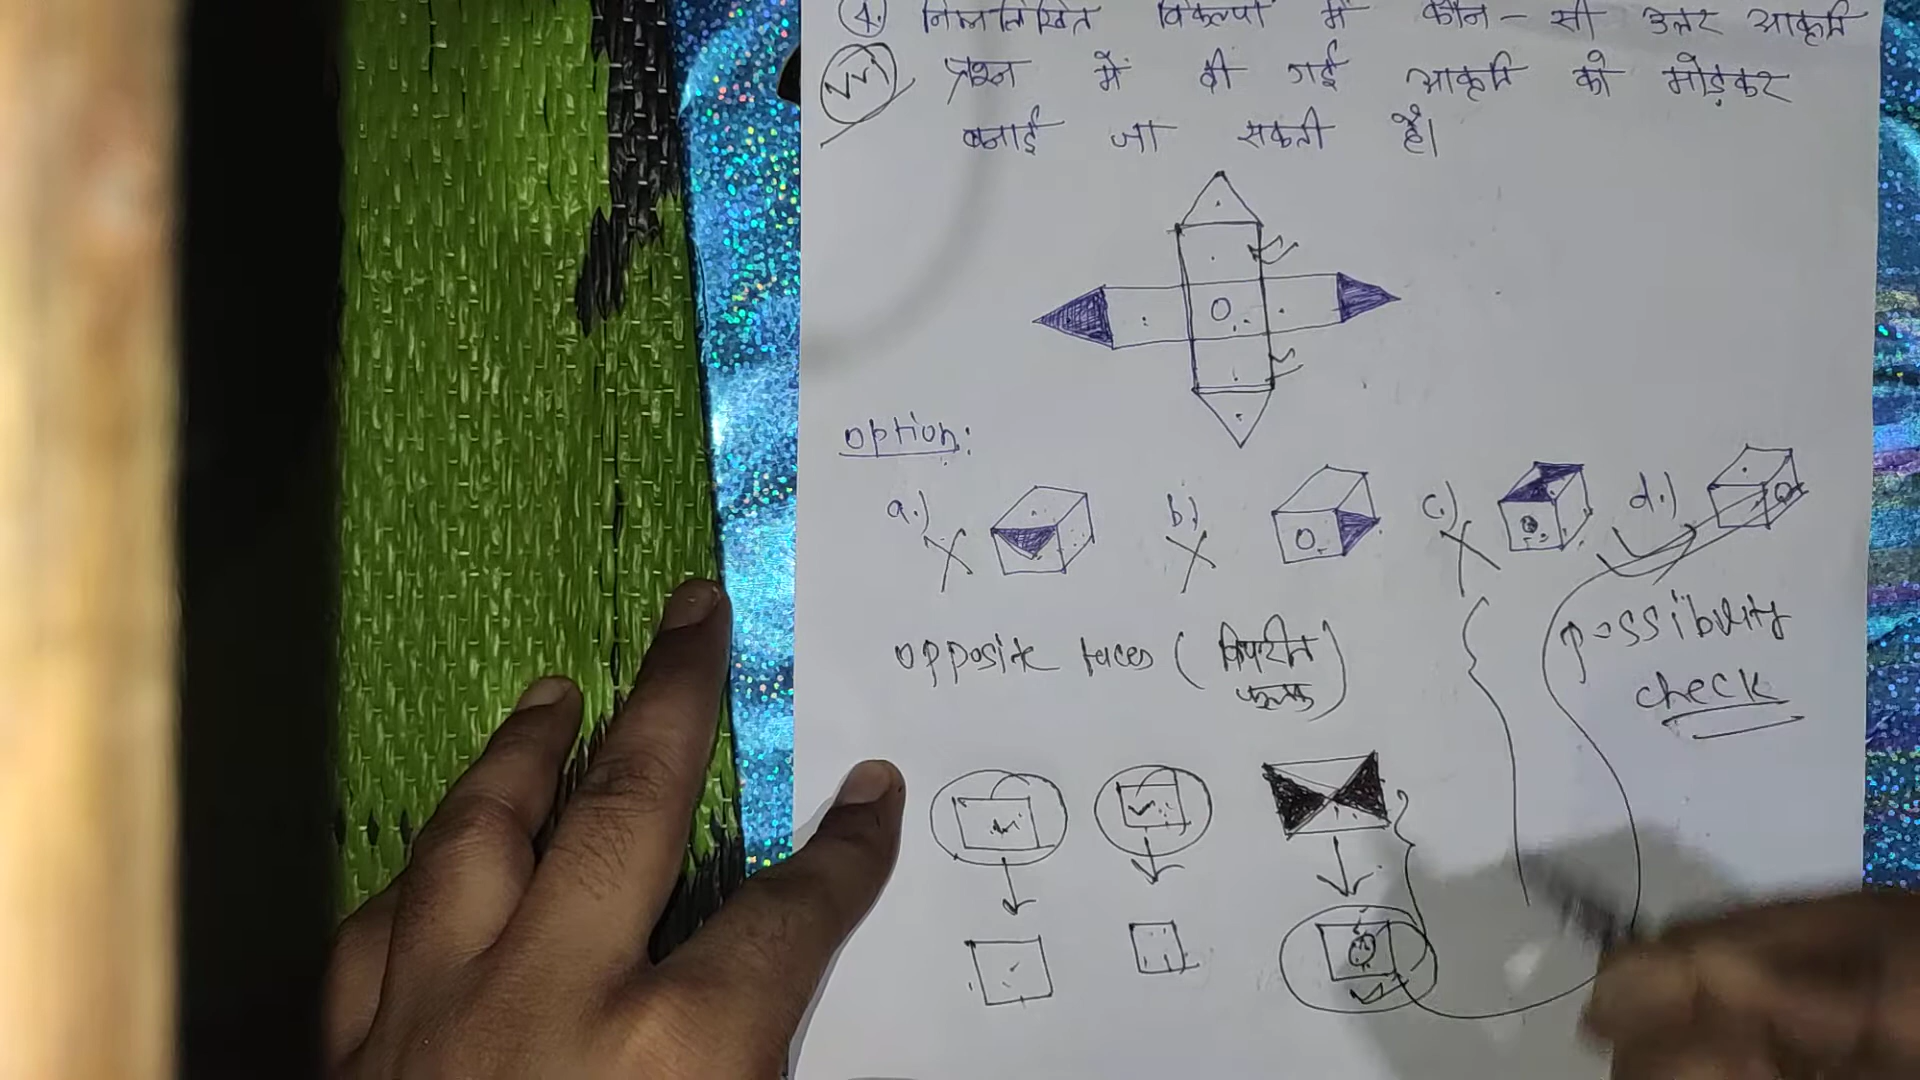 4. निम्नलिखित विकल्पों में कौन - सी उत्तर आकृति
VVI प्रश्न में दी गई आकृति को मोड़कर
बनाई जा सकती है।
O
option:
a.) b.) c.) d.)
O O
opposite faces (विपरीत फलक)
possibility
check